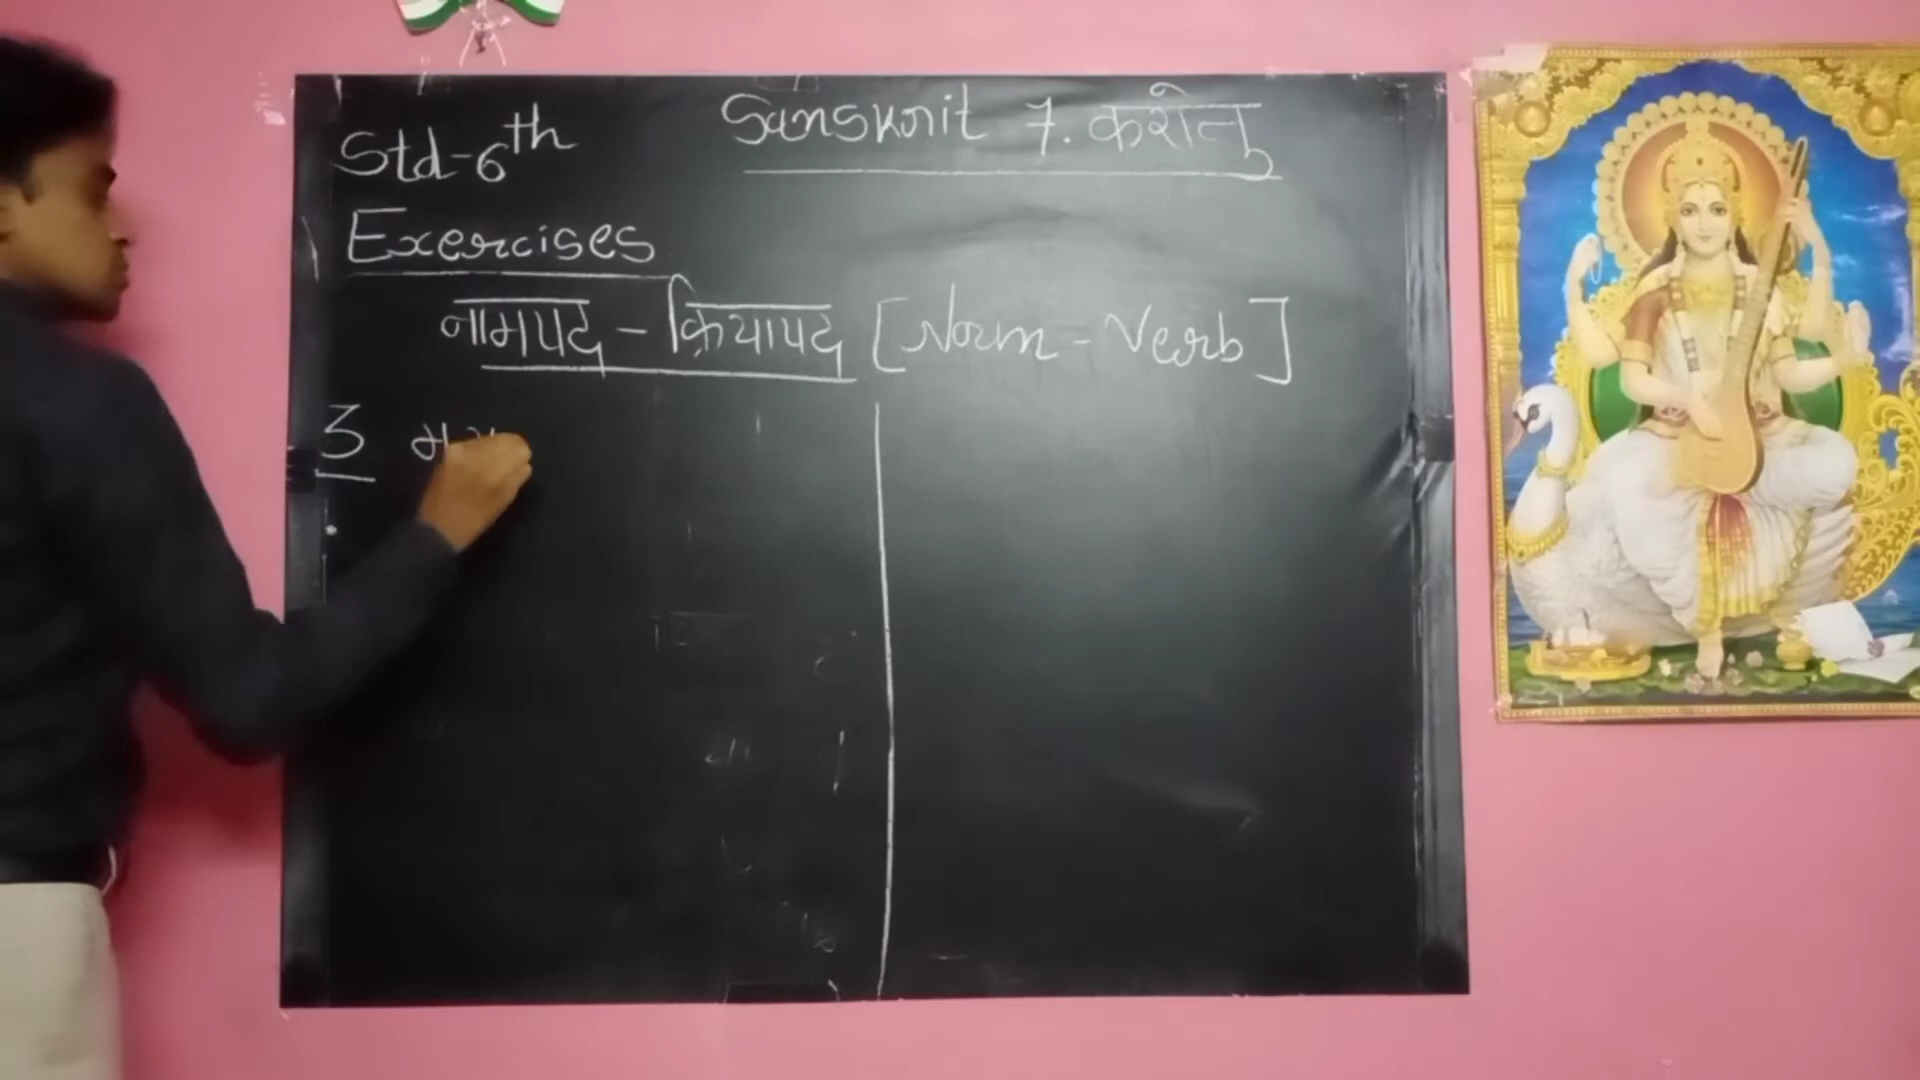 Std-6th Sanskrit 7. करोतु
Exercises
नामपद - क्रियापद [Noun - Verb]
3